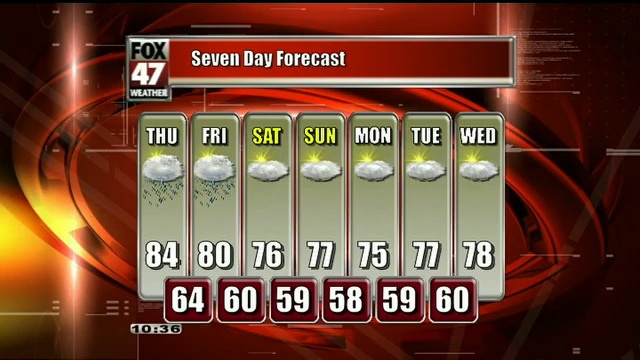 FOX
47
WEATHER
Seven Day Forecast
THU FRI SAT SUN MON TUE WED
84 80 76 77 75 77 78
64 60 59 58 59 60
10:36